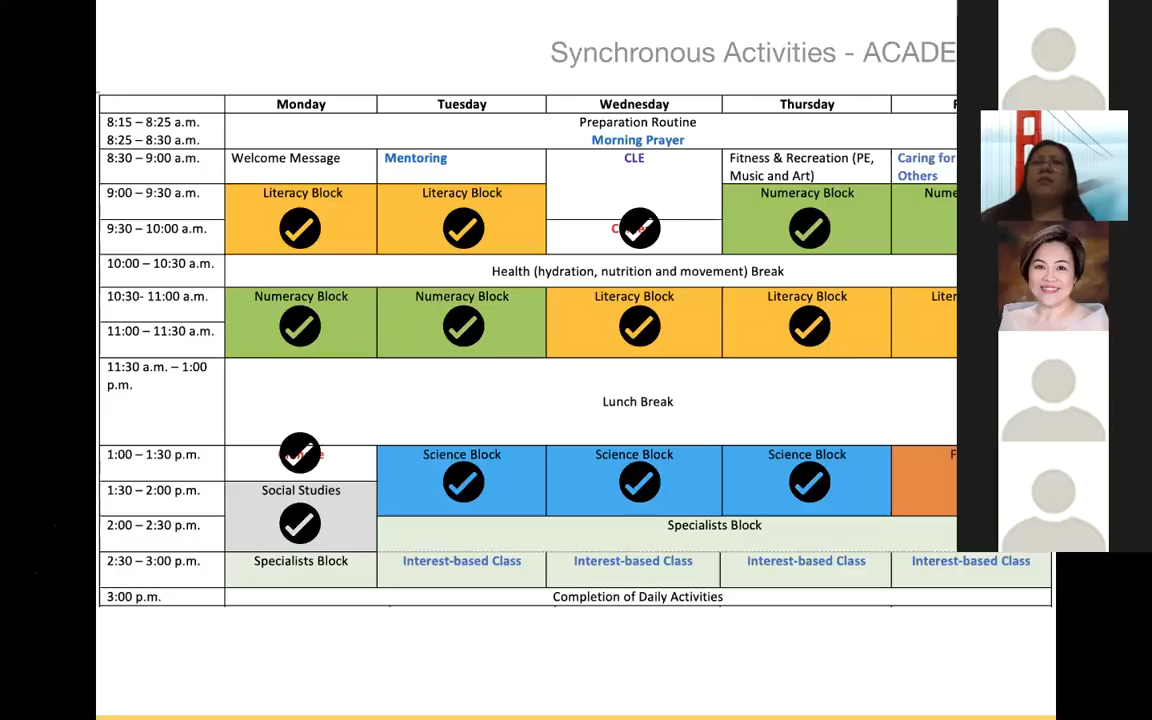 Synchronous Activities - ACADE
Monday Tuesday Wednesday Thursday
8:15 – 8:25 a.m. Preparation Routine
8:25 – 8:30 a.m. Morning Prayer
8:30 – 9:00 a.m. Welcome Message Mentoring CLE Fitness & Recreation (PE, Caring for
Music and Art) Others
9:00 – 9:30 a.m. Literacy Block Literacy Block Numeracy Block
9:30 – 10:00 a.m.
10:00 – 10:30 a.m.
Health (hydration, nutrition and movement) Break
10:30- 11:00 a.m. Numeracy Block Numeracy Block Literacy Block Literacy Block
11:00 – 11:30 a.m.
11:30 a.m. – 1:00
p.m.
Lunch Break
1:00 – 1:30 p.m. Science Block Science Block Science Block
1:30 – 2:00 p.m. Social Studies
2:00 – 2:30 p.m. Specialists Block
2:30 – 3:00 p.m. Specialists Block Interest-based Class Interest-based Class Interest-based Class Interest-based Class
3:00 p.m. Completion of Daily Activities